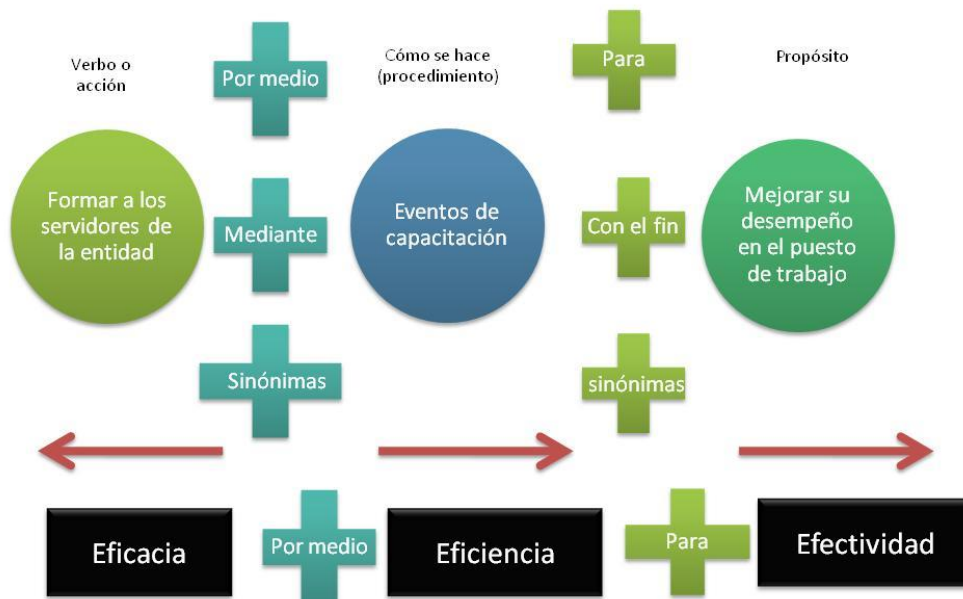 Verbo o
acción
Por medio
Cómo se hace
(procedimiento)
Para
Propósito
Formar a los
servidores de
la entidad
Mediante
Eventos de
capacitación
Con el fin
Mejorar su
desempeño
en el puesto
de trabajo
Sinónimas
sinónimas
Eficacia
Por medio
Eficiencia
Para
Efectividad